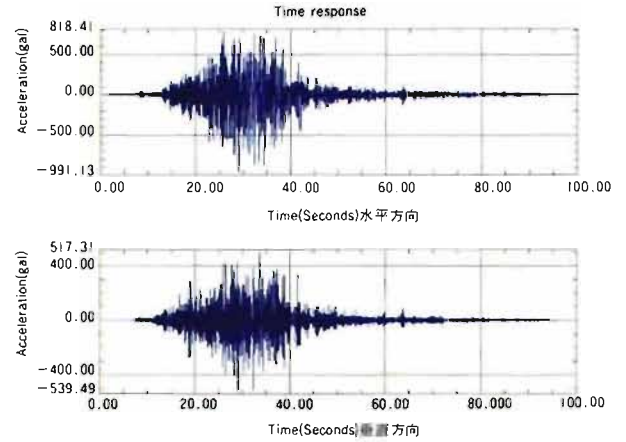 Time response
818.41
500.00
0.00
-500.00
-991.13
Acceleration(gal)
0.00 20.00 40.00 60.00 80.00 100.00
Time(Seconds)水平方向
517.31
400.00
0.00
-400.00
-539.49
Acceleration(gal)
0.00 20.00 40.00 60.00 80.000 100.00
Time(Seconds)垂直方向